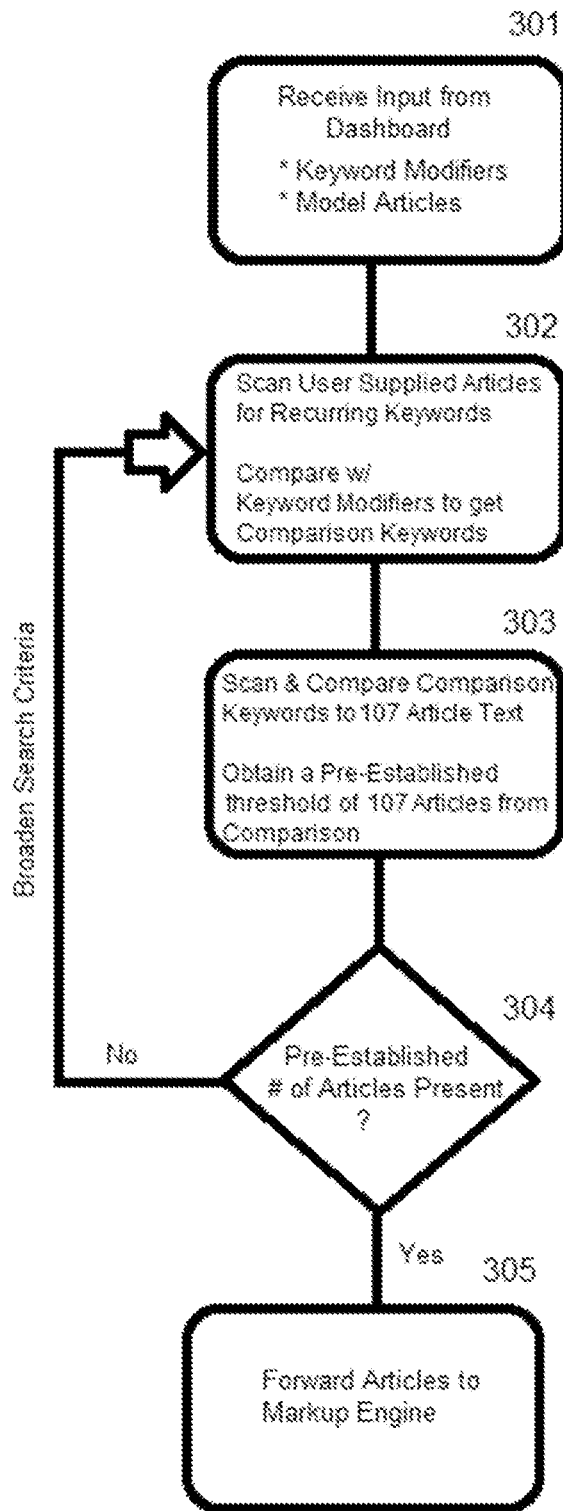 301
Receive Input from
Dashboard
* Keyword Modifiers
* Model Articles
302
Scan User Supplied Articles
for Recurring Keywords
Compare w/
Keyword Modifiers to get
Comparison Keywords
303
Scan & Compare Comparison
Keywords to 107 Article Text
Obtain a Pre-Established
threshold of 107 Articles from
Comparison
304
Pre-Established
# of Articles Present
?
No
Broaden Search Criteria
Yes
305
Forward Articles to
Markup Engine